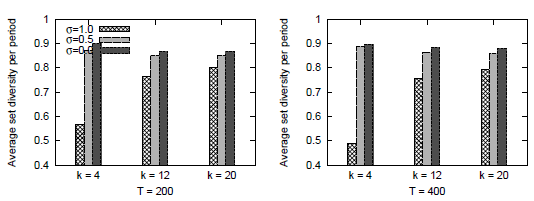 Average set diversity per period
1
0.9
0.8
0.7
0.6
0.5
0.4
σ=1.0
σ=0.5
σ=0.0
k = 4 k = 12 k = 20
T = 200
Average set diversity per period
1
0.9
0.8
0.7
0.6
0.5
0.4
k = 4 k = 12 k = 20
T = 400